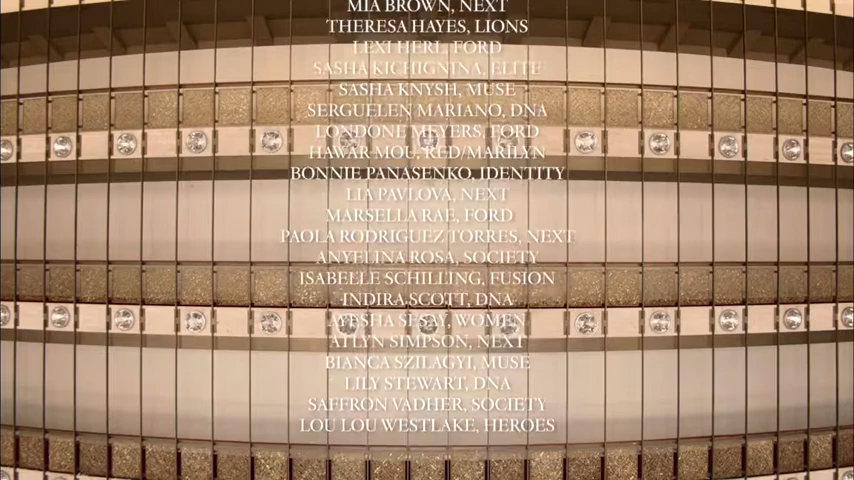 MIA BROWN, NEXT
THERESA HAYES, LIONS
LEXI HERL, FORD
SASHA KICHIGNINA, ELITE
SASHA KNYSH, MUSE
SERGUELEN MARIANO, DNA
LONDONE MEYERS, FORD
HAWAR MOU, RED/MARILYN
BONNIE PANASENKO, IDENTITY
LIA PAVLOVA, NEXT
MARSELLA RAE, FORD
PAOLA RODRIGUEZ TORRES, NEXT
ANYELINA ROSA, SOCIETY
ISABELLE SCHILLING, FUSION
INDIRA SCOTT, DNA
AYESHA SESAY, WOMEN
ATLYN SIMPSON, NEXT
BIANCA SZILAGYI, MUSE
LILY STEWART, DNA
SAFFRON VADHER, SOCIETY
LOU LOU WESTLAKE, HEROES